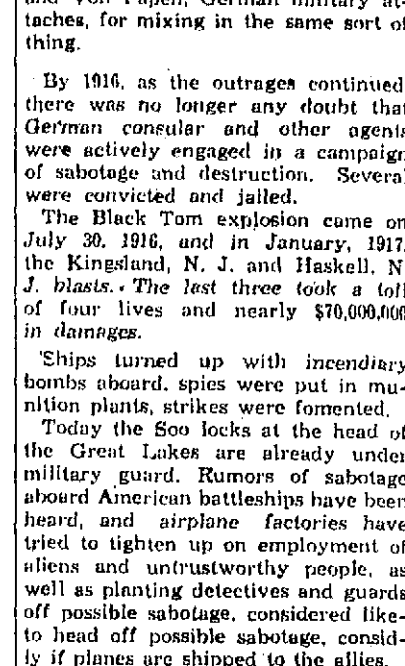 and von Papen, German military at-
taches, for mixing in the same sort of
thing.
By 1916, as the outrages continued
there was no longer any doubt that
German consular and other agents
were actively engaged in a campaign
of sabotage and destruction. Several
were convicted and jailed.
The Black Tom explosion came on
July 30, 1916, and in January, 1917,
the Kingsland, N. J. and Haskell, N.
J. blasts. The last three took a toll
of four lives and nearly $70,000,000
in damages.
Ships turned up with incendiary
bombs aboard, spies were put in mu-
nition plants, strikes were fomented.
Today the Soo locks at the head of
the Great Lakes are already under
military guard. Rumors of sabotage
aboard American battleships have been
heard, and airplane factories have
tried to tighten up on employment of
aliens and untrustworthy people, as
well as planting detectives and guards
off possible sabotage, considered like-
to head off possible sabotage, consid-
ly if planes are shipped to the allies.